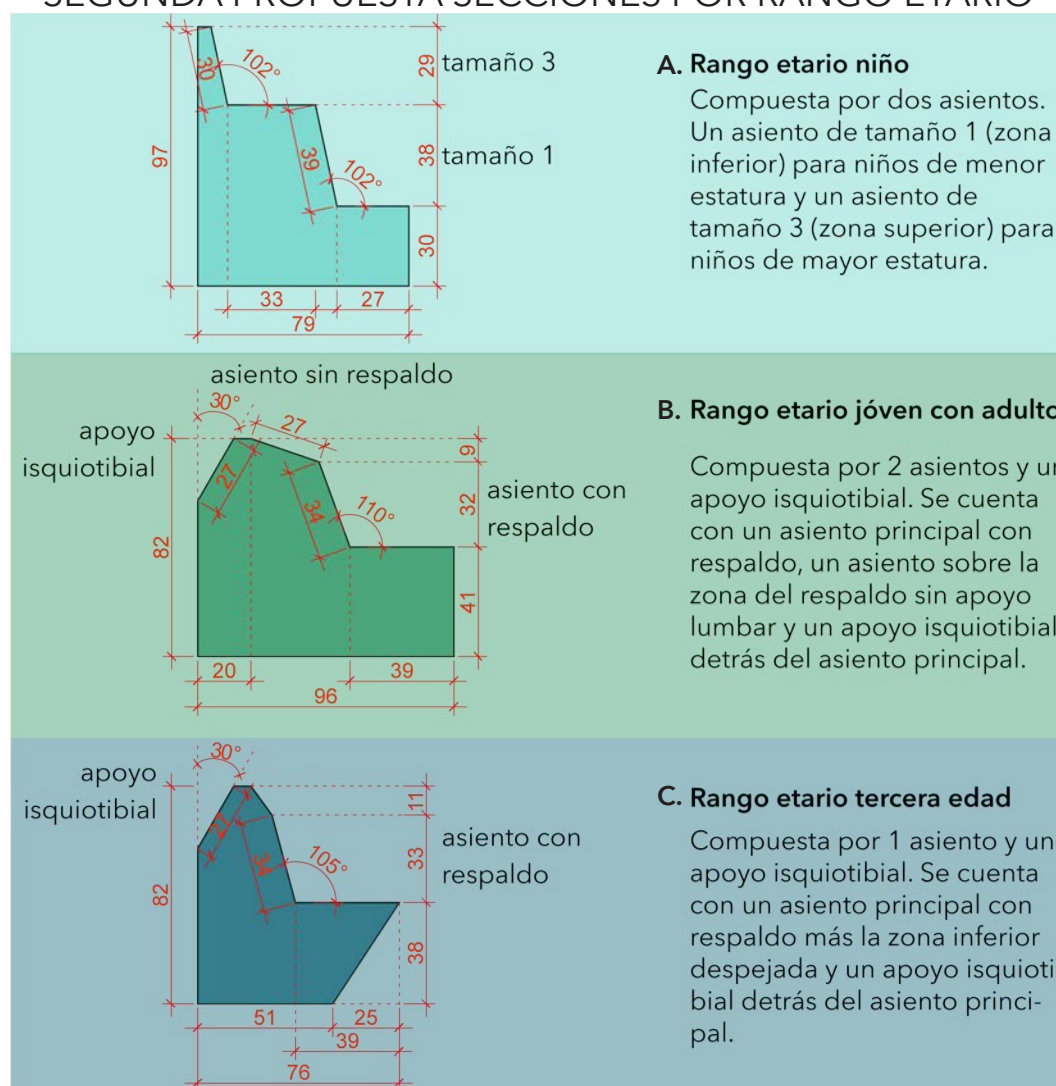 SEGUNDA PROPUESTA SECCIONES POR RANGO ETARIO
30
102°
29
tamaño 3
97
39
102°
38
tamaño 1
30
33
27
79
A. Rango etario niño
Compuesta por dos asientos.
Un asiento de tamaño 1 (zona
inferior) para niños de menor
estatura y un asiento de
tamaño 3 (zona superior) para
niños de mayor estatura.
asiento sin respaldo
30°
27
apoyo
isquiotibial
9
27
34
110°
32
asiento con
respaldo
82
41
20
39
96
B. Rango etario jóven con adulto
Compuesta por 2 asientos y un
apoyo isquiotibial. Se cuenta
con un asiento principal con
respaldo, un asiento sobre la
zona del respaldo sin apoyo
lumbar y un apoyo isquiotibial
detrás del asiento principal.
30°
apoyo
isquiotibial
11
27
34
105°
33
asiento con
respaldo
82
38
51
25
39
76
C. Rango etario tercera edad
Compuesta por 1 asiento y un
apoyo isquiotibial. Se cuenta
con un asiento principal con
respaldo más la zona inferior
despejada y un apoyo isquioti
bial detrás del asiento princi-
pal.